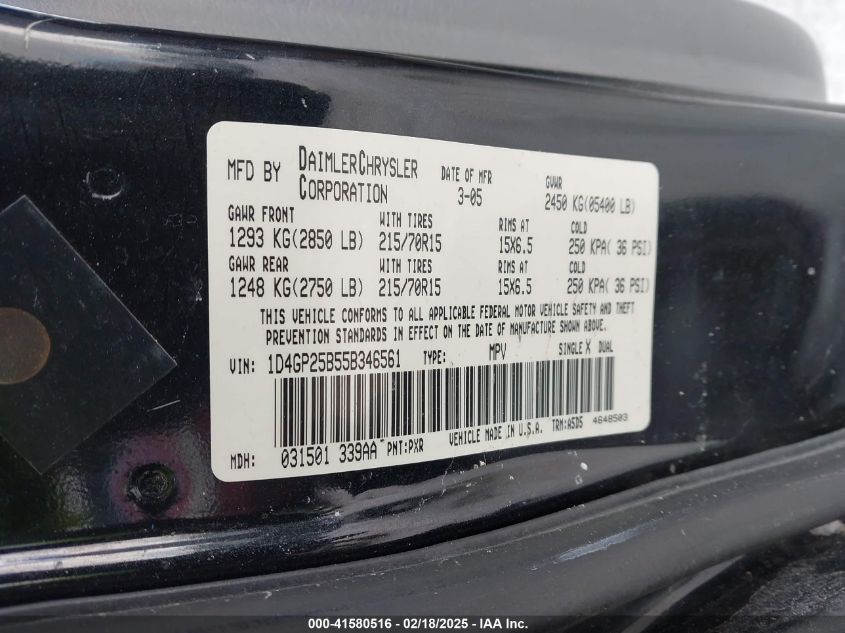 MFD BY DAIMLERCHRYSLER CORPORATION DATE OF MFR 3-05 GVWR 2450 KG(05400 LB)
GAWR FRONT WITH TIRES RIMS AT COLD
1293 KG(2850 LB) 215/70R15 15X6.5 250 KPA( 36 PSI)
GAWR REAR WITH TIRES RIMS AT COLD
1248 KG(2750 LB) 215/70R15 15X6.5 250 KPA( 36 PSI)
THIS VEHICLE CONFORMS TO ALL APPLICABLE FEDERAL MOTOR VEHICLE SAFETY AND THEFT
PREVENTION STANDARDS IN EFFECT ON THE DATE OF MANUFACTURE SHOWN ABOVE.
VIN: 1D4GP25B55B346561 TYPE: MPV SINGLE X DUAL
MDH: 031501 339AA PNT:PXR VEHICLE MADE IN U.S.A. TRM:A5D5 4648503
000-41580516 - 02/18/2025 - IAA Inc.